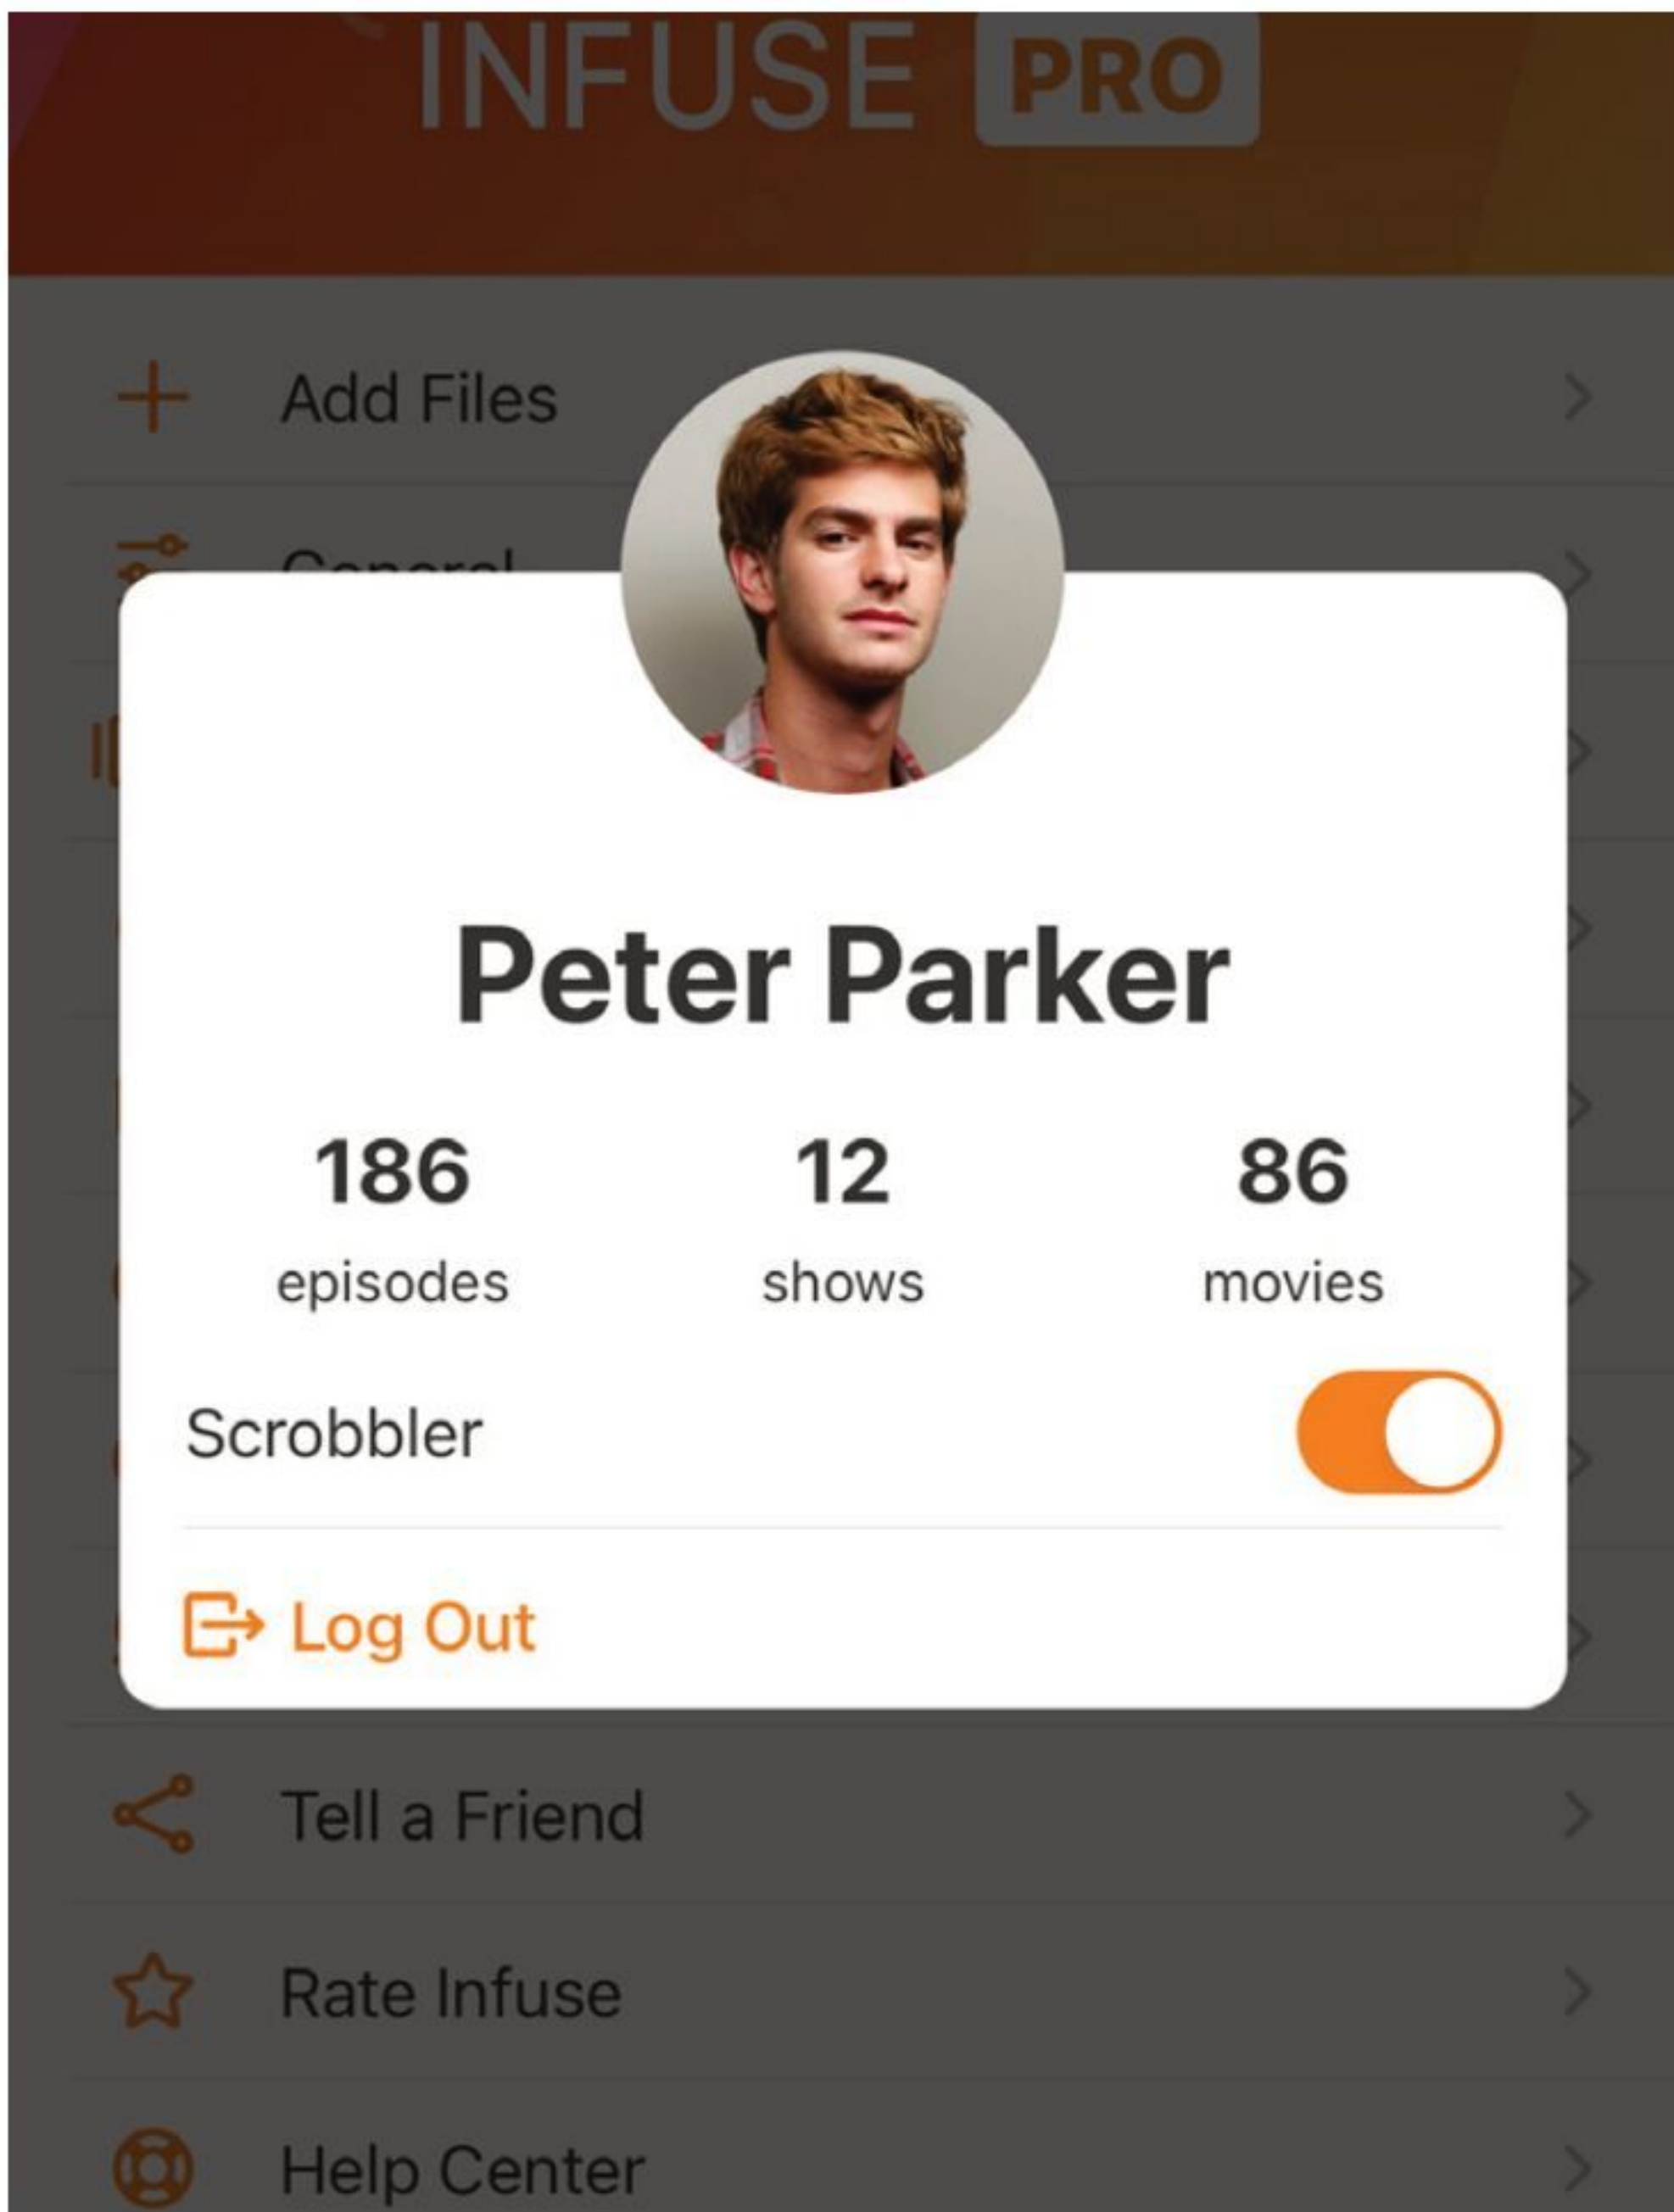 INFUSE PRO
Add Files
General
Peter Parker
186 12 86
episodes shows movies
Scrobbler
Log Out
Tell a Friend
Rate Infuse
Help Center